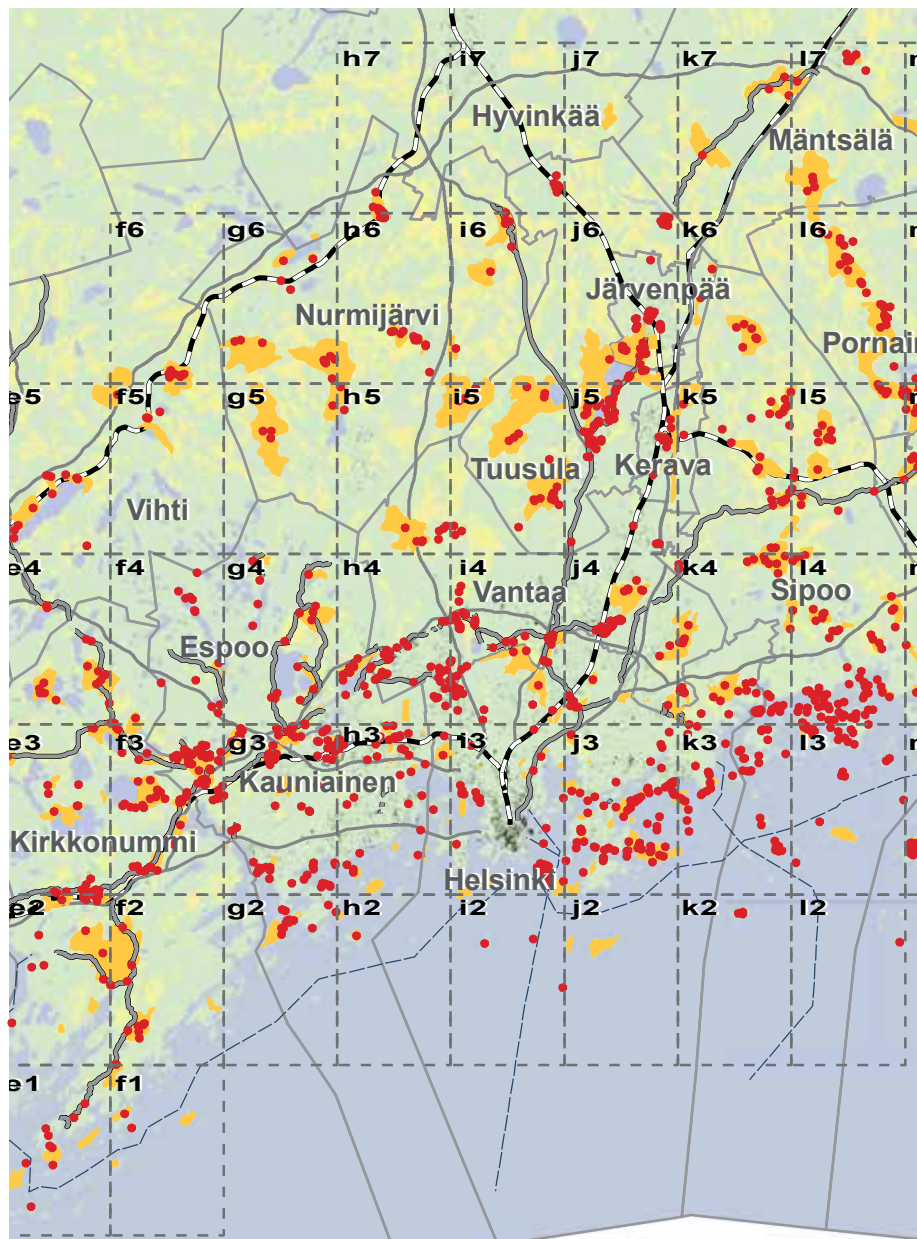 h7 i7 j7 k7 l7
Hyvinkää
Mäntsälä
f6 g6 h6 i6 j6 k6 l6
Järvenpää
Nurmijärvi
Pornai
e5 f5 g5 h5 i5 j5 k5 l5
Tuusula Kerava
Vihti
e4 f4 g4 h4 i4 j4 k4 l4
Vantaa Sipoo
Espoo
e3 f3 g3 h3 i3 j3 k3 l3
Kauniainen
Kirkkonummi
Helsinki
e2 f2 g2 h2 i2 j2 k2 l2
e1 f1